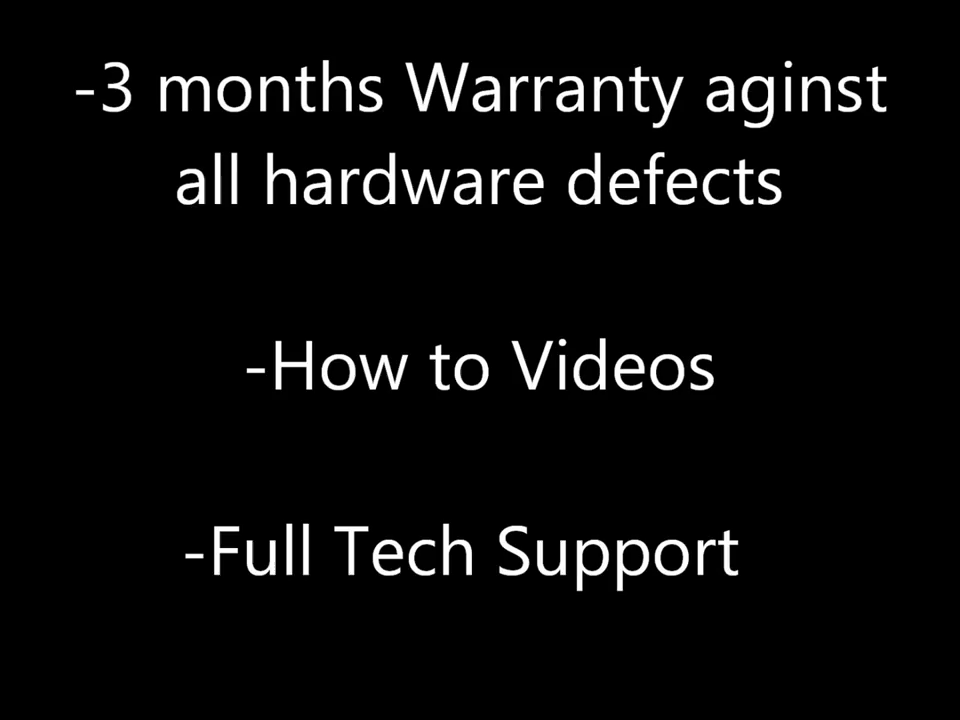 -3 months Warranty aginst
all hardware defects
-How to Videos
-Full Tech Support